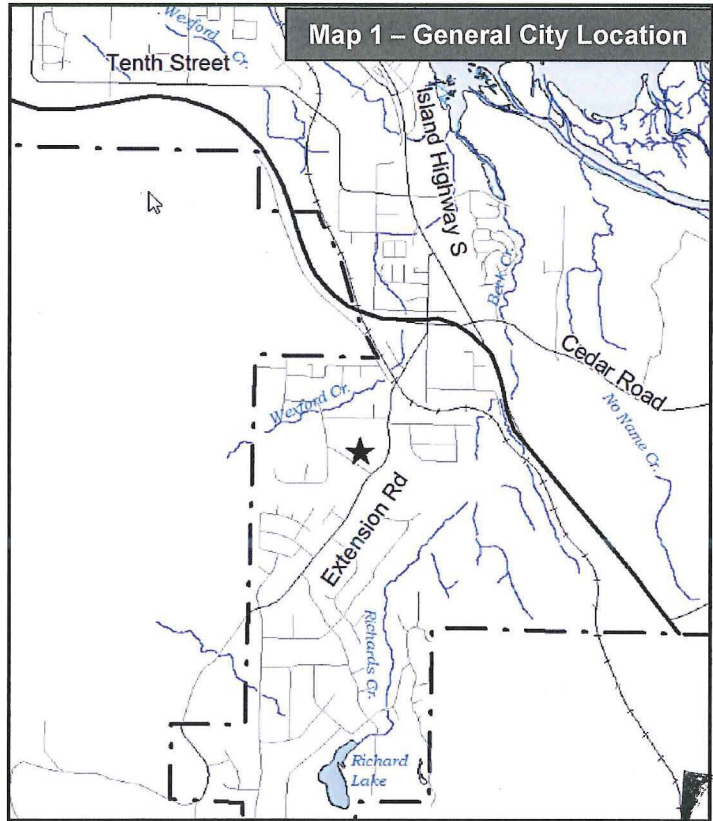 Map 1 – General City Location
Wexford Cr.
Tenth Street
Island Highway S
Beck Cr.
Cedar Road
Wexford Cr.
No Name Cr.
Extension Rd
Richards Cr.
Richard
Lake